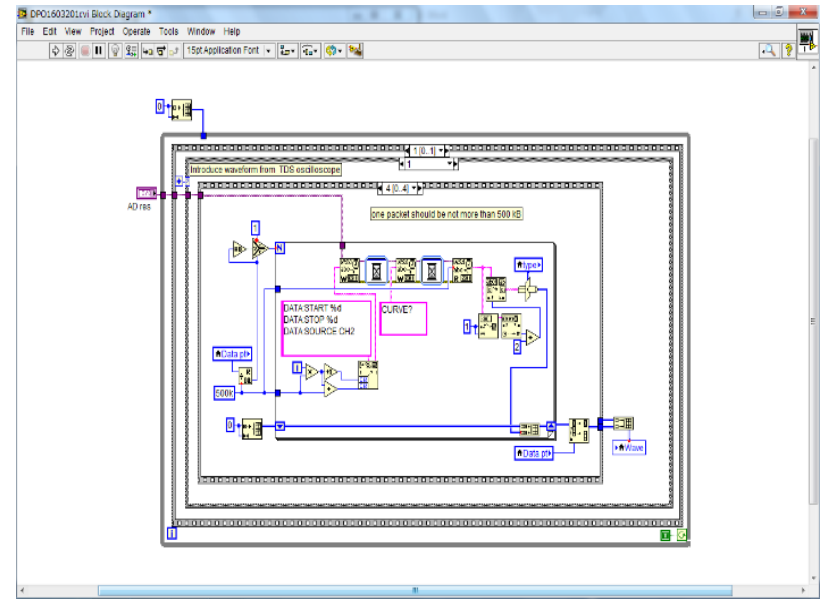 DPO1603201r.vi Block Diagram *
File Edit View Project Operate Tools Window Help
15pt Application Font
0
1 [0..1]
1
Introduce waveform from TDS oscilloscope
AD res
4 [0..4]
one packet should be not more than 500 kB
1
N
type
DATA:START %d
DATA:STOP %d
DATA:SOURCE CH2
CURVE?
1
2
Data pt
i
500k
0
Data pt
Wave
i